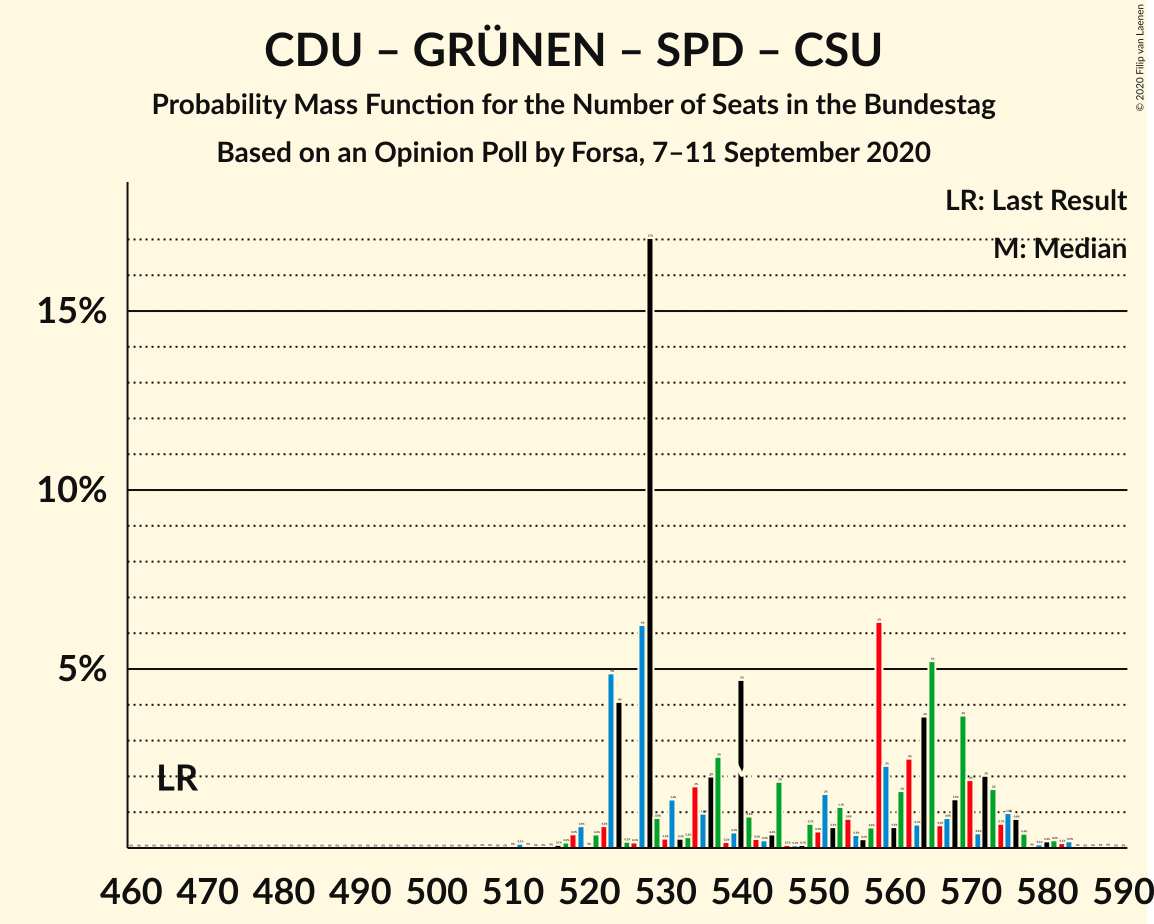 CDU – GRÜNEN – SPD – CSU
Probability Mass Function for the Number of Seats in the Bundestag
Based on an Opinion Poll by Forsa, 7–11 September 2020
© 2020 Filip van Laenen
LR: Last Result
M: Median
15%
10%
5%
LR
460 470 480 490 500 510 520 530 540 550 560 570 580 590